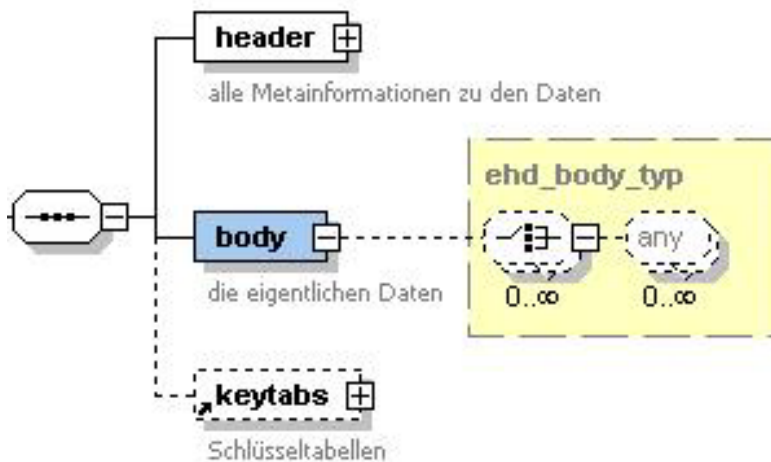 header
alle Metainformationen zu den Daten
ehd_body_typ
body
any
0..∞
0..∞
die eigentlichen Daten
keytabs
Schlüsseltabellen